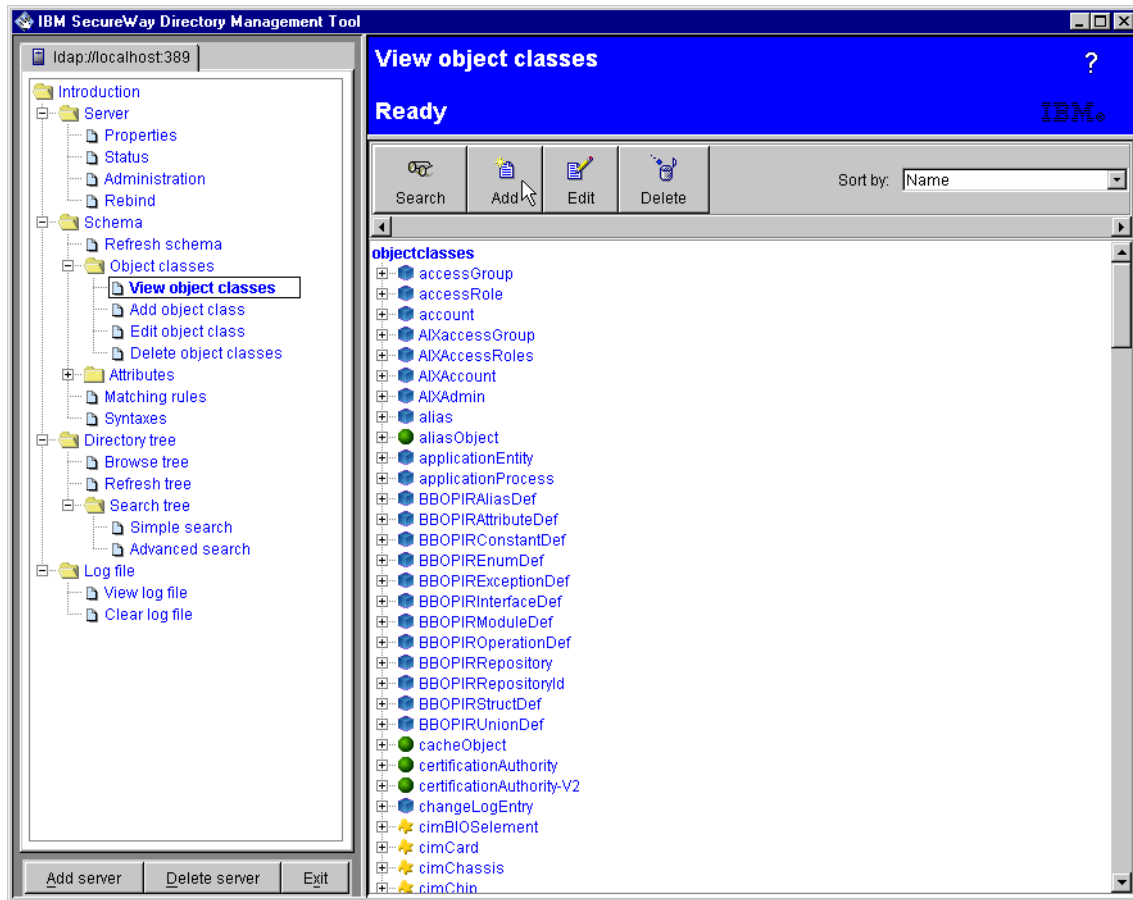 IBM SecureWay Directory Management Tool
ldap://localhost:389
Introduction
Server
Properties
Status
Administration
Rebind
Schema
Refresh schema
Object classes
View object classes
Add object class
Edit object class
Delete object classes
Attributes
Matching rules
Syntaxes
Directory tree
Browse tree
Refresh tree
Search tree
Simple search
Advanced search
Log file
View log file
Clear log file
Add server
Delete server
Exit
View object classes
?
Ready
IBM
Search
Add
Edit
Delete
Sort by:
Name
objectclasses
accessGroup
accessRole
account
AIXaccessGroup
AIXAccessRoles
AIXAccount
AIXAdmin
alias
aliasObject
applicationEntity
applicationProcess
BBOPIRAliasDef
BBOPIRAttributeDef
BBOPIRConstantDef
BBOPIREnumDef
BBOPIRExceptionDef
BBOPIRInterfaceDef
BBOPIRModuleDef
BBOPIROperationDef
BBOPIRRepository
BBOPIRRepositoryId
BBOPIRStructDef
BBOPIRUnionDef
cacheObject
certificationAuthority
certificationAuthority-V2
changeLogEntry
cimBIOSelement
cimCard
cimChassis
cimChip